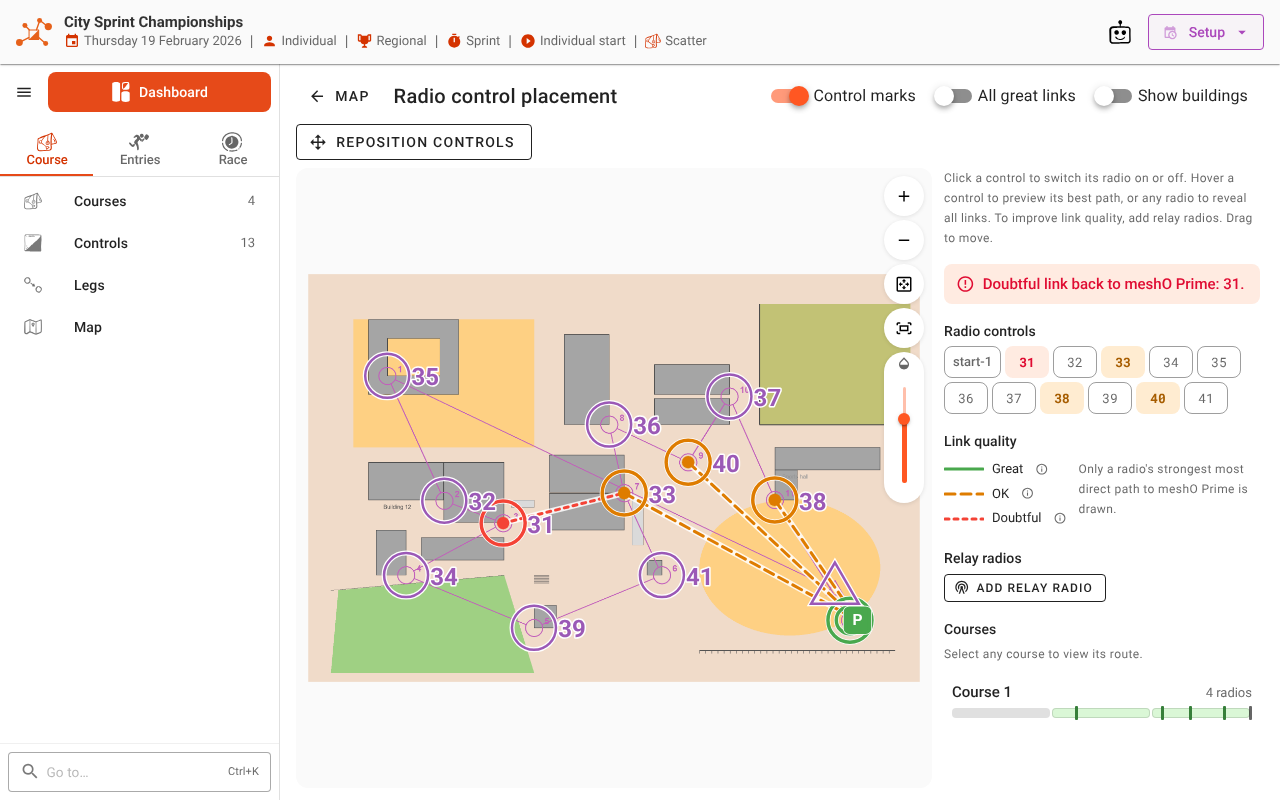 City Sprint Championships
Thursday 19 February 2026 | Individual | Regional | Sprint | Individual start | Scatter
Setup
Dashboard
Course
Entries
Race
Courses 4
Controls 13
Legs
Map
Go to… Ctrl+K
MAP
Radio control placement
Control marks
All great links
Show buildings
REPOSITION CONTROLS
35
37
36
40
33
38
32
31
34
41
39
Building 12
P
Click a control to switch its radio on or off. Hover a
control to preview its best path, or any radio to reveal
all links. To improve link quality, add relay radios. Drag
to move.
Doubtful link back to meshO Prime: 31.
Radio controls
start-1 31 32 33 34 35
36 37 38 39 40 41
Link quality
Great
OK
Doubtful
Only a radio's strongest most
direct path to meshO Prime is
drawn.
Relay radios
ADD RELAY RADIO
Courses
Select any course to view its route.
Course 1 4 radios